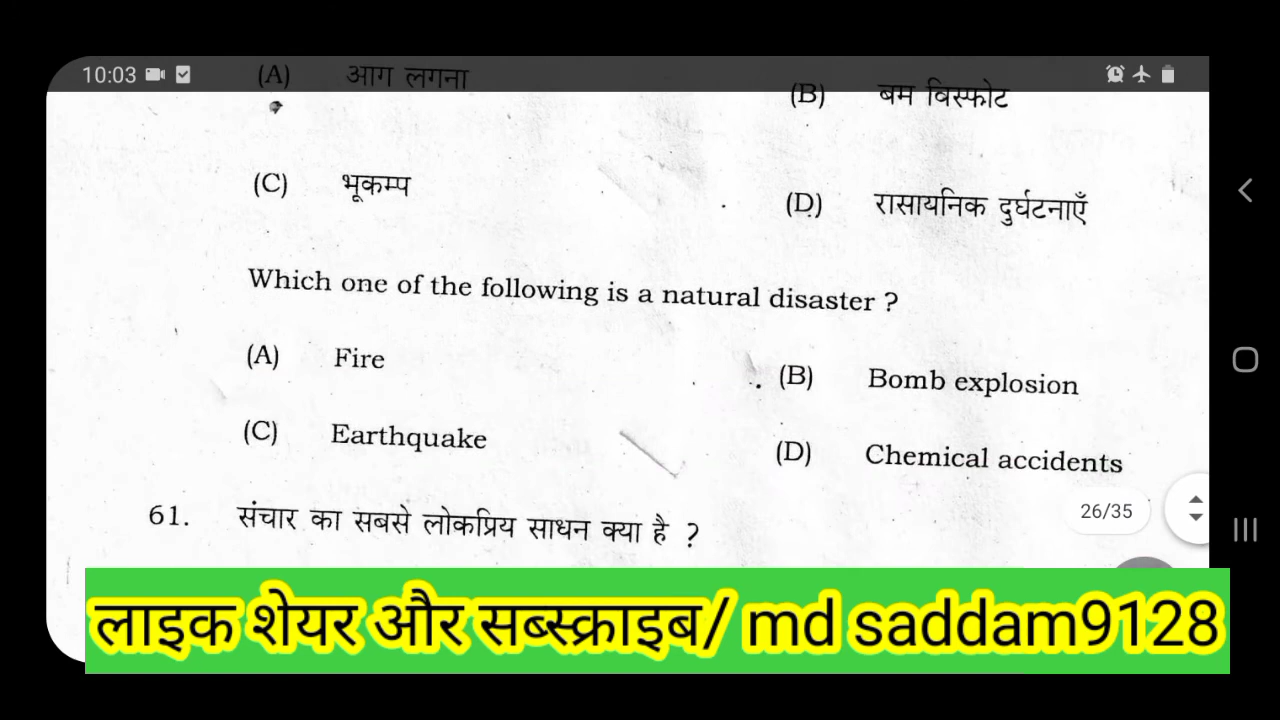 10:03
(A) आग लगना
(B) बम विस्फोट
(C) भूकम्प
(D) रासायनिक दुर्घटनाएँ
Which one of the following is a natural disaster ?
(A) Fire
(B) Bomb explosion
(C) Earthquake
(D) Chemical accidents
26/35
61. संचार का सबसे लोकप्रिय साधन क्या है ?
लाइक शेयर और सब्स्क्राइब/ md saddam9128